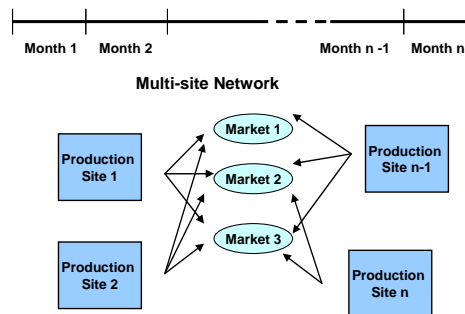 Month 1 Month 2 Month n -1 Month n
Multi-site Network
Market 1
Production
Site 1
Production
Site n-1
Market 2
Market 3
Production
Site 2
Production
Site n